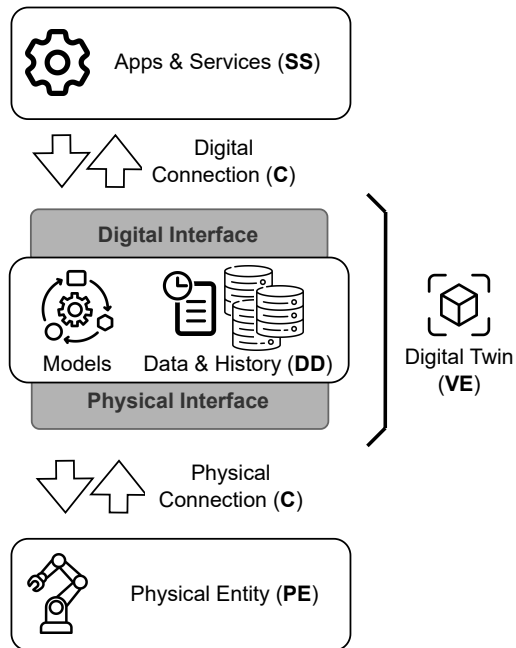 Apps & Services (SS)
Digital
Connection (C)
Digital Interface
Models
Data & History (DD)
Physical Interface
Digital Twin
(VE)
Physical
Connection (C)
Physical Entity (PE)